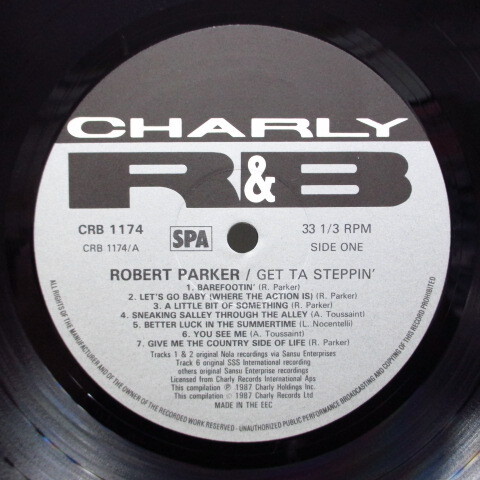 CHARLY
R&B
CRB 1174
CRB 1174/A
SPA
33 1/3 RPM
SIDE ONE
ROBERT PARKER / GET TA STEPPIN'
1. BAREFOOTIN' (R. Parker)
2. LET'S GO BABY !WHERE THE ACTION IS) (R. Parker)
3. A LITTLE BIT OF SOMETHING (R. Parker)
4. SNEAKING SALLEY THROUGH THE ALLEY (A. Toussaint)
5. BETTER LUCK IN THE SUMMERTIME (L. Nocentelii)
6. YOU SEE ME (A. Toussaint)
7. GIVE ME THE COUNTRY SIDE OF LIFE (R. Parker)
Tracks 1 & 2 original Nola recordings via Sansu Enterprises
Track 6 original SSS International recording
others original Sansu Enterprise recordings
Licensed from Charly Records International Aps
This compilation ℗ 1987 Charly Holdings Inc.
This compilation © 1987 Charly Records Ltd
MADE IN THE EEC
ALL RIGHTS OF THE MANUFACTURER AND OF THE OWNER OF THE RECORDED WORK RESERVED - UNAUTHORIZED PUBLIC PERFORMANCE BROADCASTING AND COPYING OF THIS RECORD PROHIBITED